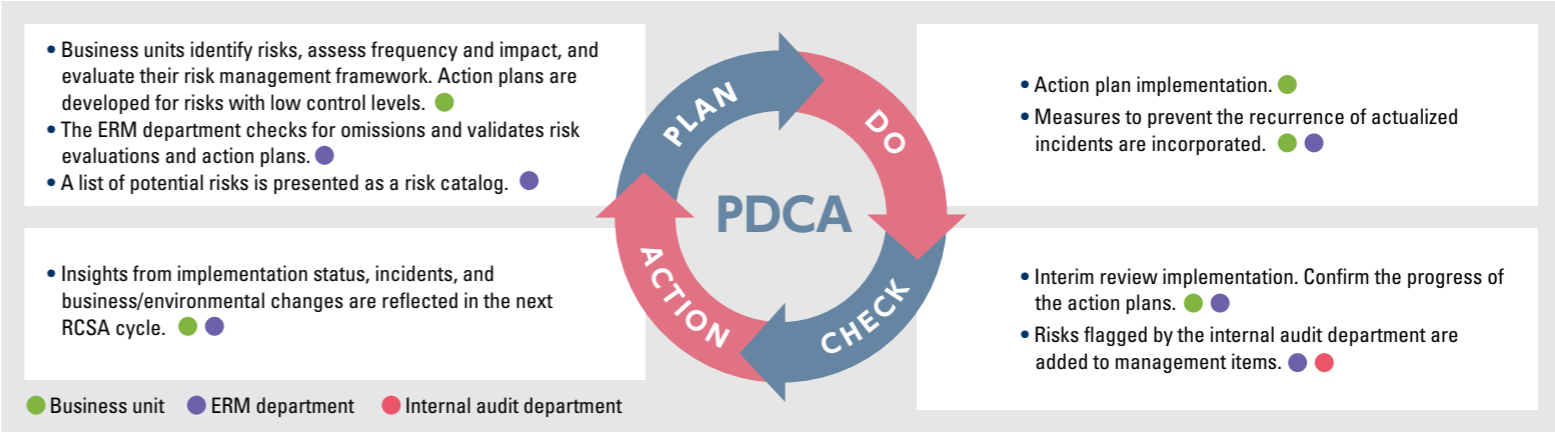 • Business units identify risks, assess frequency and impact, and
evaluate their risk management framework. Action plans are
developed for risks with low control levels.
• The ERM department checks for omissions and validates risk
evaluations and action plans.
• A list of potential risks is presented as a risk catalog.
PLAN
DO
PDCA
CHECK
ACTION
• Action plan implementation.
• Measures to prevent the recurrence of actualized
incidents are incorporated.
• Insights from implementation status, incidents, and
business/environmental changes are reflected in the next
RCSA cycle.
• Interim review implementation. Confirm the progress of
the action plans.
• Risks flagged by the internal audit department are
added to management items.
Business unit
ERM department
Internal audit department